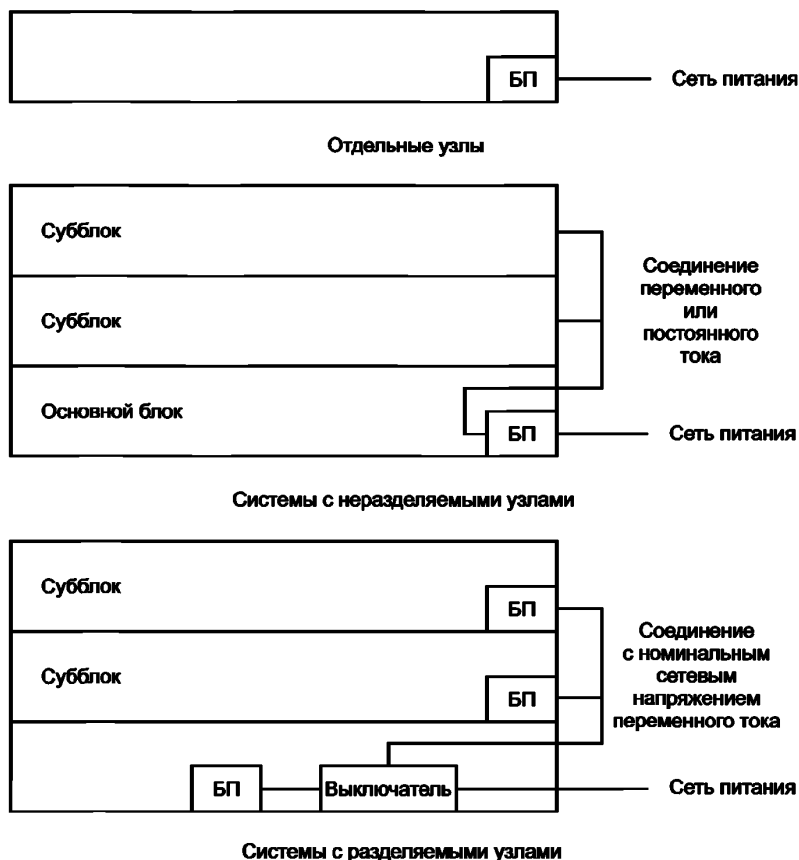 БП
Сеть питания
Отдельные узлы
Субблок
Субблок
Соединение
переменного
или
постоянного
тока
Основной блок
БП
Сеть питания
Системы с неразделяемыми узлами
Субблок
БП
Субблок
БП
Соединение
с номинальным
сетевым
напряжением
переменного тока
БП
Выключатель
Сеть питания
Системы с разделяемыми узлами